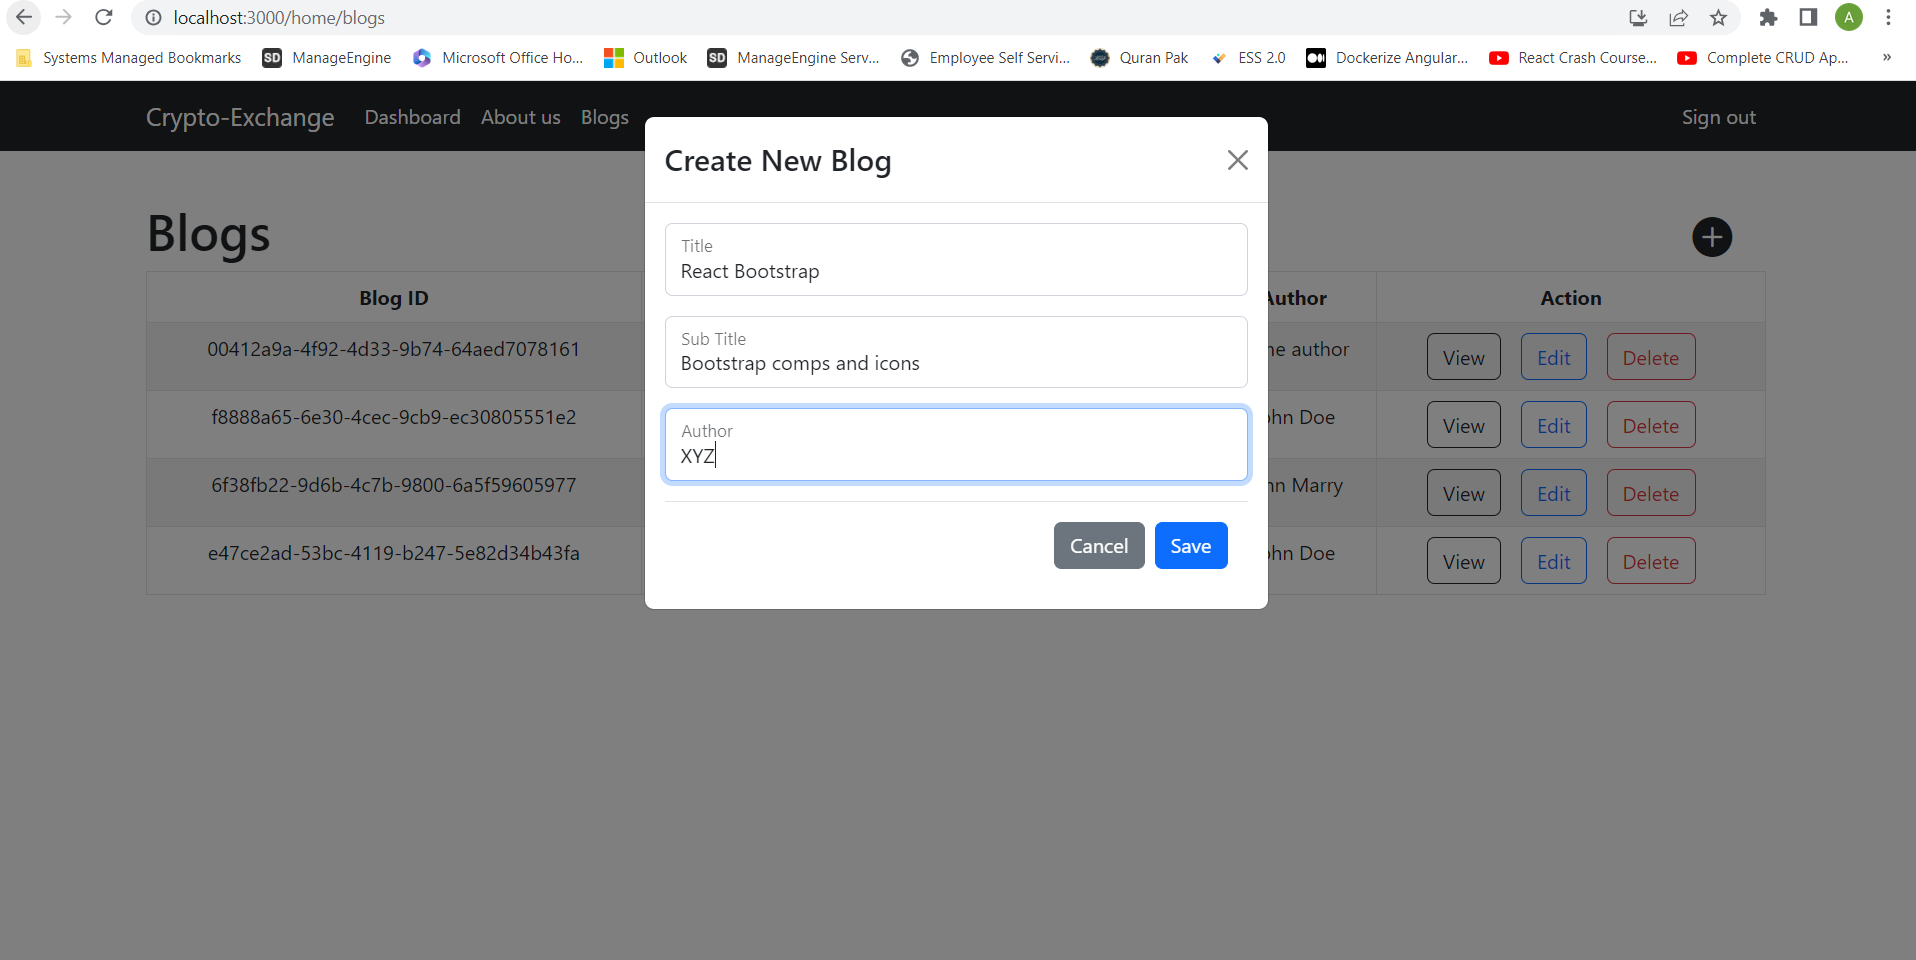 localhost:3000/home/blogs
A
Systems Managed Bookmarks
SD ManageEngine
Microsoft Office Ho...
Outlook
SD ManageEngine Serv...
Employee Self Servi...
Quran Pak
ESS 2.0
Dockerize Angular...
React Crash Course...
Complete CRUD Ap...
»
Crypto-Exchange Dashboard About us Blogs Sign out
Create New Blog
Title
React Bootstrap
Sub Title
Bootstrap comps and icons
Author
XYZ
Cancel Save
Blogs
Blog ID Author Action
00412a9a-4f92-4d33-9b74-64aed7078161 author View Edit Delete
f8888a65-6e30-4cec-9cb9-ec30805551e2 Doe View Edit Delete
6f38fb22-9d6b-4c7b-9800-6a5f59605977 Marry View Edit Delete
e47ce2ad-53bc-4119-b247-5e82d34b43fa Doe View Edit Delete